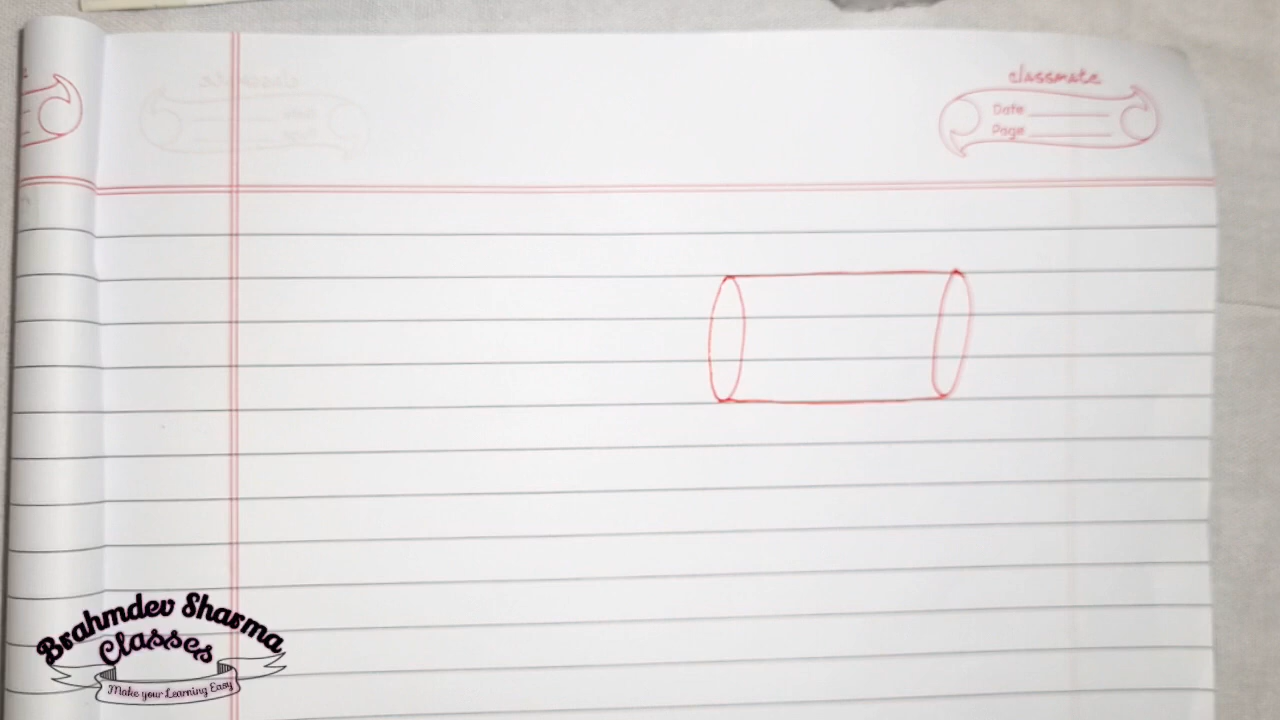 classmate
Date
Page
Brahmdev Sharma
Classes
Make your Learning Easy